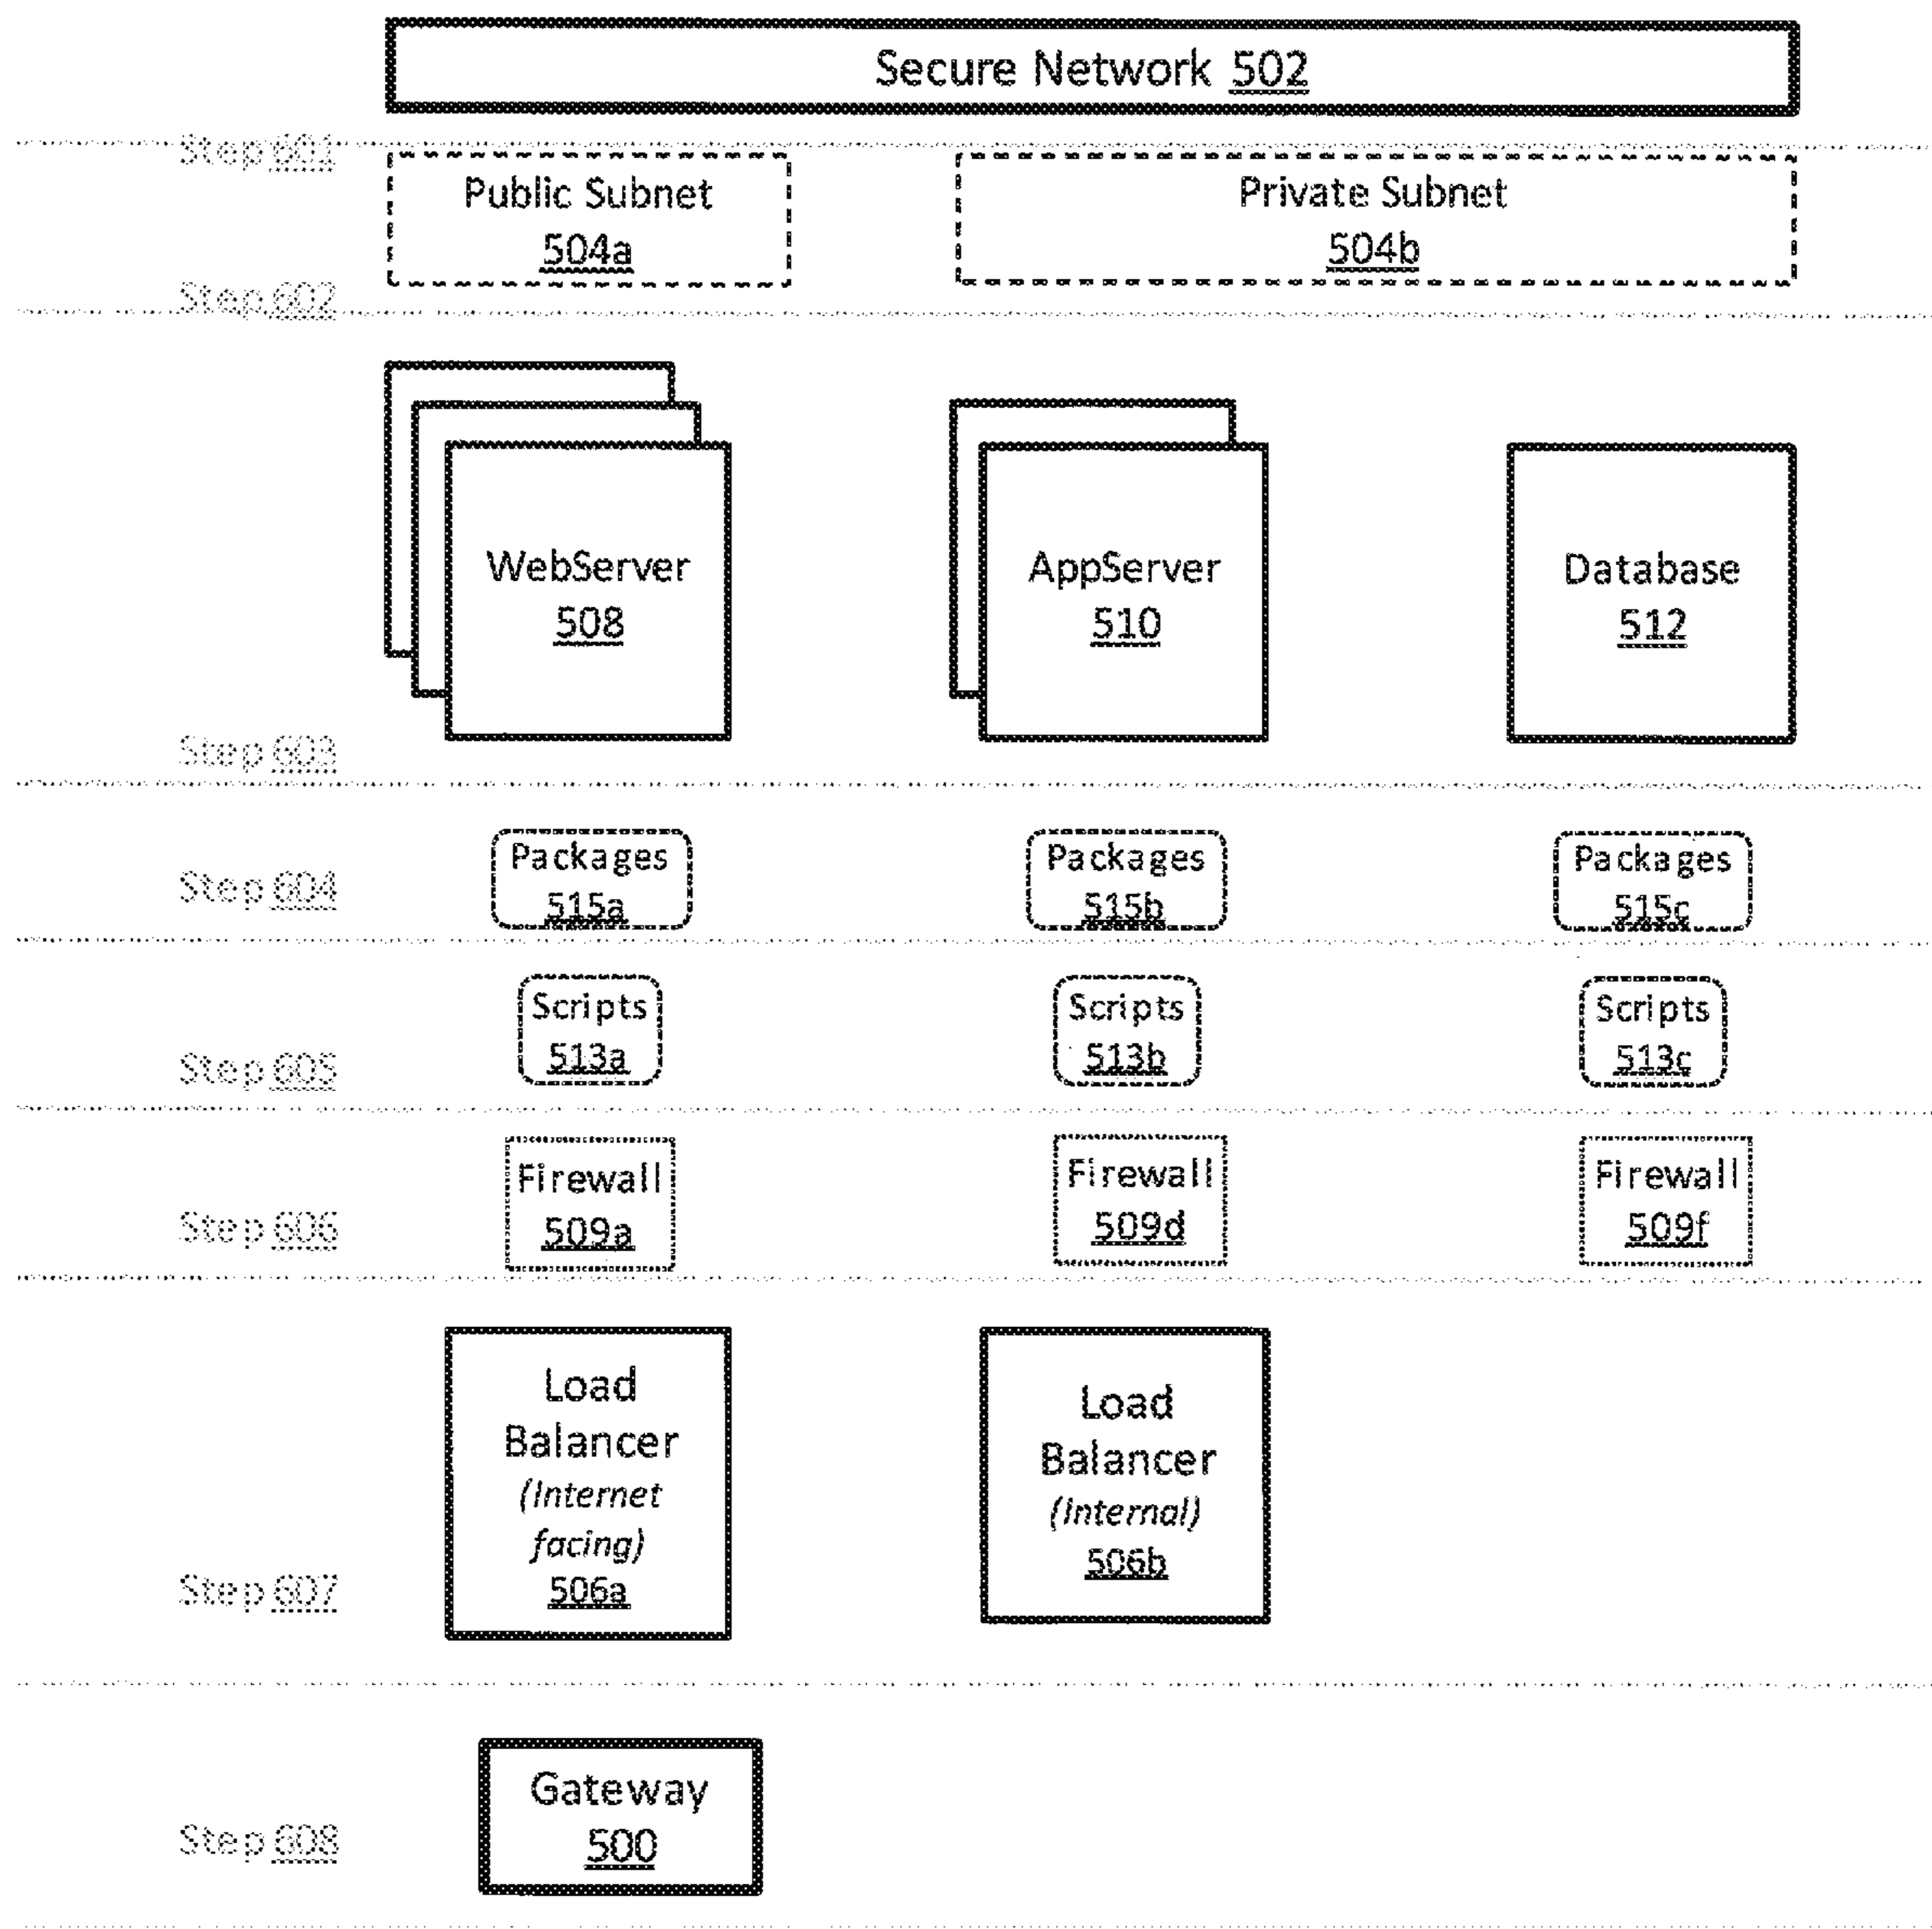 Secure Network 502
Step 601
Public Subnet
504a
Private Subnet
504b
Step 602
WebServer
508
AppServer
510
Database
512
Step 603
Packages
515a
Packages
515b
Packages
515c
Step 604
Scripts
513a
Scripts
513b
Scripts
513c
Step 605
Firewall
509a
Firewall
509d
Firewall
509f
Step 606
Load
Balancer
(Internet
facing)
506a
Load
Balancer
(Internal)
506b
Step 607
Gateway
500
Step 608